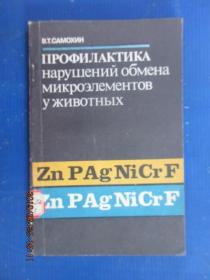 В.Т.САМОХИН
ПРОФИЛАКТИКА
нарушений обмена
микроэлементов
у животных
Zn P Ag Ni Cr F
Zn P Ag Ni Cr F